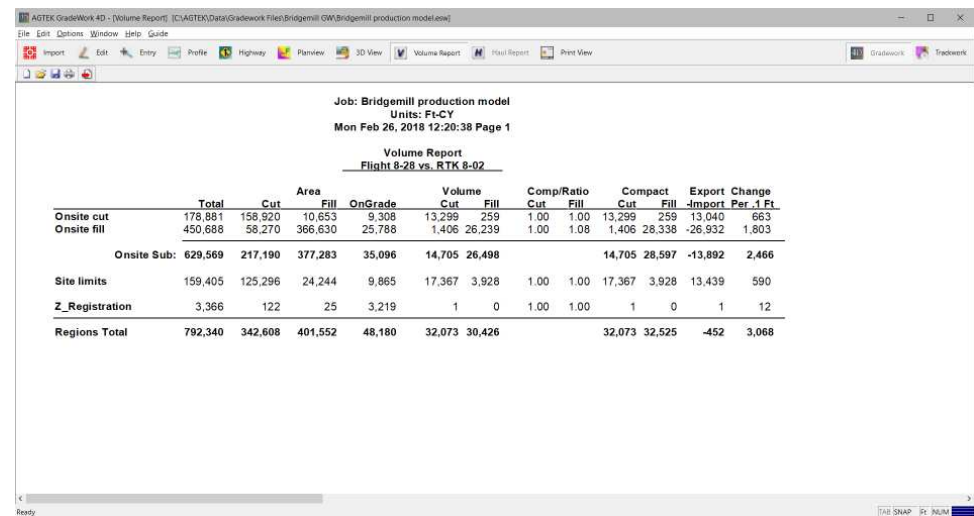 AGTEK GradeWork 4D - [Volume Report] [C:\AGTEK\Data\Gradework Files\Bridgemill GW\Bridgemill production model.esw]
File Edit Options Window Help Guide
Import Edit Entry Profile Highway Planview 3D View Volume Report Haul Report Print View Gradework Trackwork
Job: Bridgemill production model
Units: Ft-CY
Mon Feb 26, 2018 12:20:38 Page 1
Volume Report
Flight 8-28 vs. RTK 8-02
Area Volume Comp/Ratio Compact Export Change
Total Cut Fill OnGrade Cut Fill Cut Fill Cut Fill -Import Per .1 Ft
Onsite cut 178,881 158,920 10,653 9,308 13,299 259 1.00 1.00 13,299 259 13,040 663
Onsite fill 450,688 58,270 366,630 25,788 1,406 26,239 1.00 1.08 1,406 28,338 -26,932 1,803
Onsite Sub: 629,569 217,190 377,283 35,096 14,705 26,498 14,705 28,597 -13,892 2,466
Site limits 159,405 125,296 24,244 9,865 17,367 3,928 1.00 1.00 17,367 3,928 13,439 590
Z_Registration 3,366 122 25 3,219 1 0 1.00 1.00 1 0 1 12
Regions Total 792,340 342,608 401,552 48,180 32,073 30,426 32,073 32,525 -452 3,068
Ready TAB SNAP Ft NUM